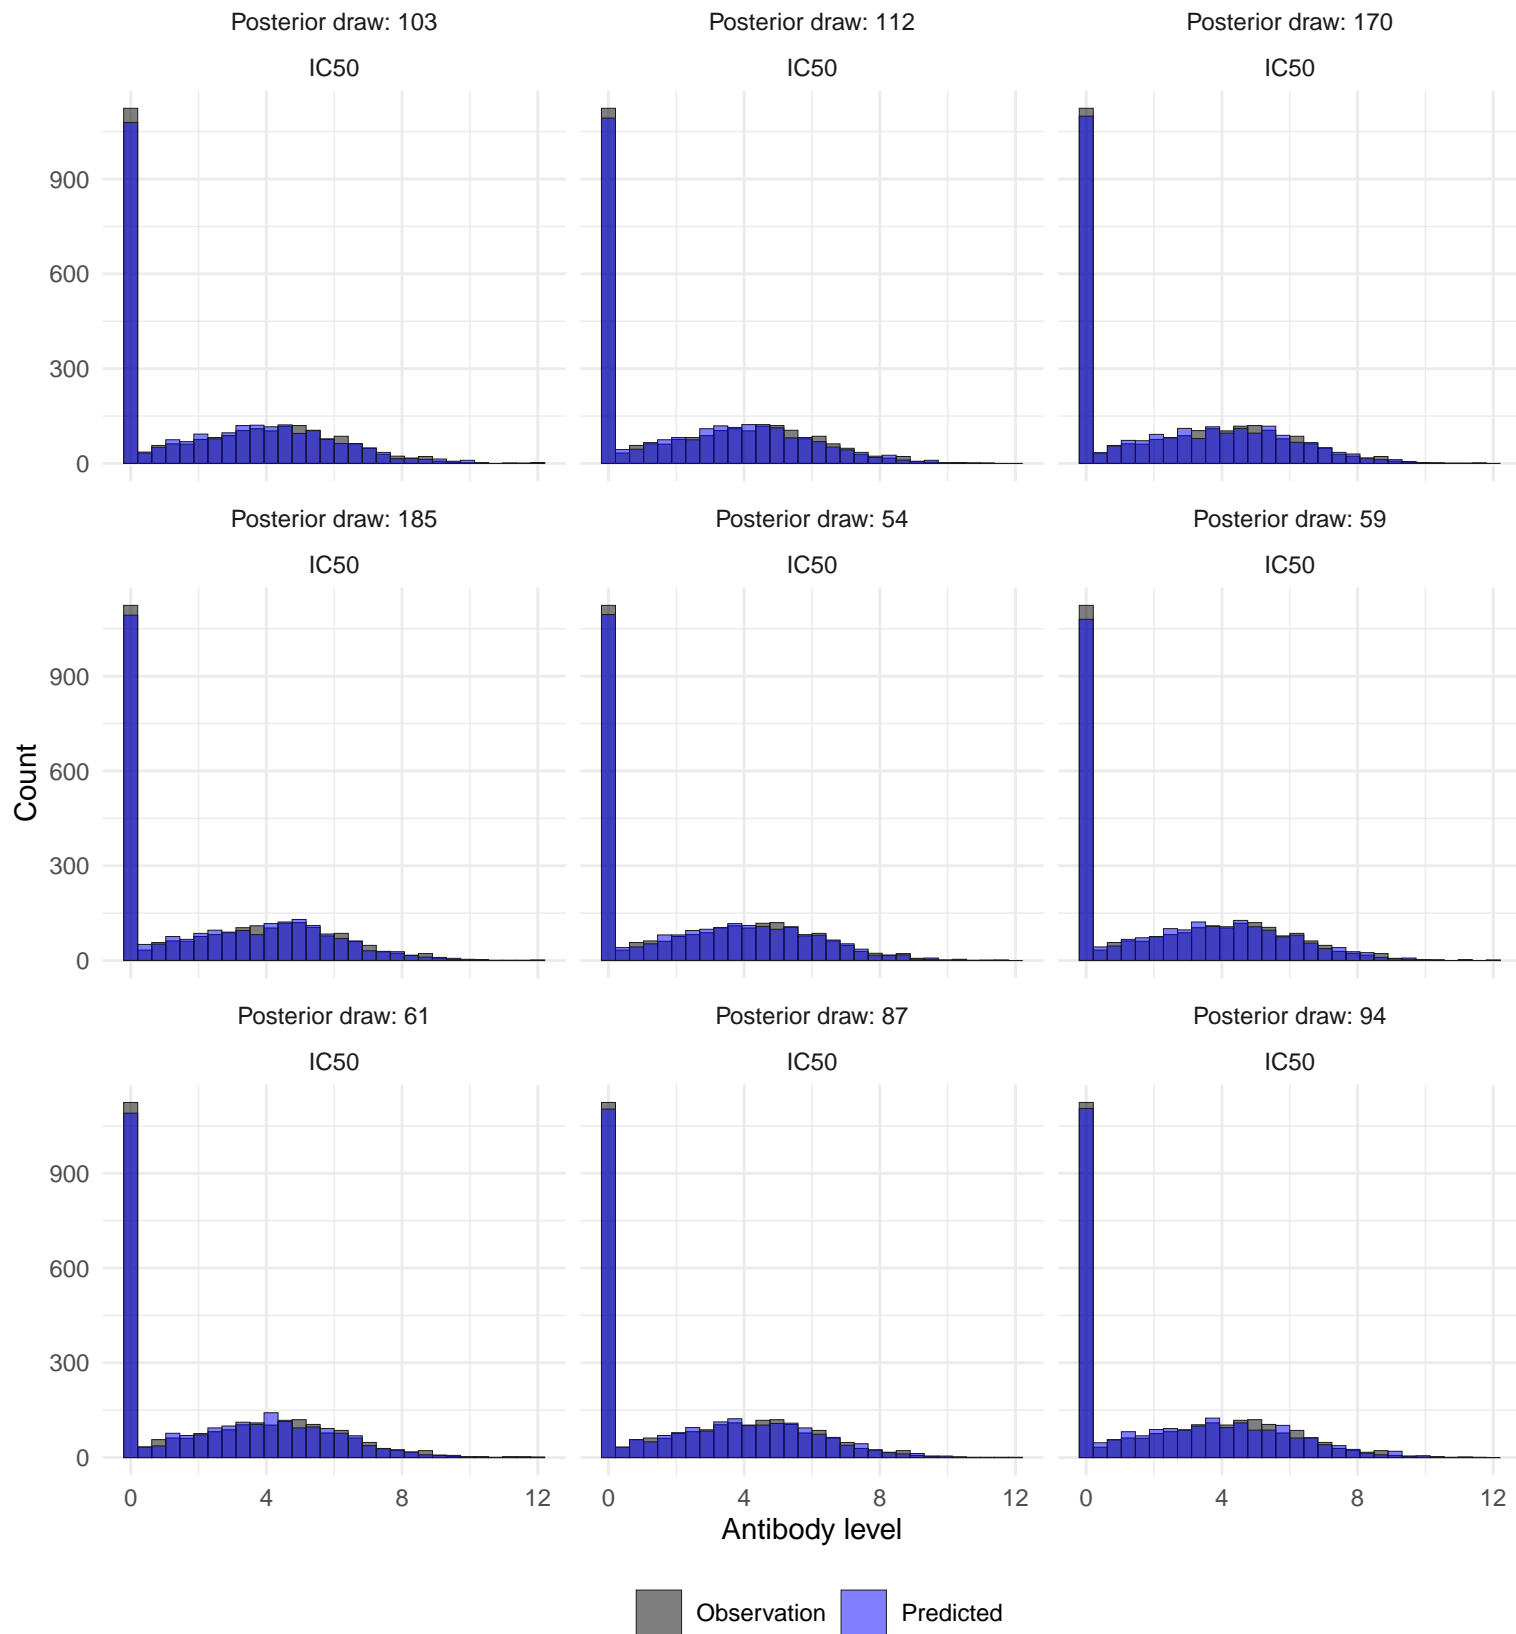 Posterior draw: 103
Posterior draw: 112
Posterior draw: 170
IC50
IC50
IC50
900
600
300
0
Posterior draw: 185
Posterior draw: 54
Posterior draw: 59
IC50
IC50
IC50
Count
900
600
300
0
Posterior draw: 61
Posterior draw: 87
Posterior draw: 94
IC50
IC50
IC50
900
600
300
0
0 4 8 12
0 4 8 12
0 4 8 12
Antibody level
Observation
Predicted